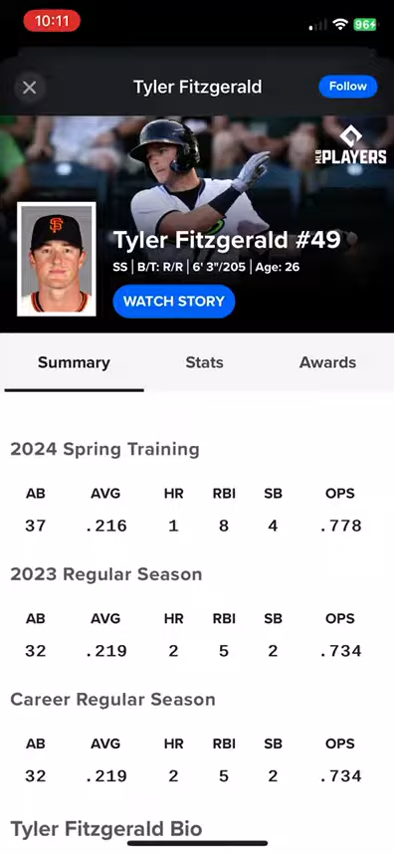 10:11
96
Tyler Fitzgerald
Follow
MLB PLAYERS
Tyler Fitzgerald #49
SS | B/T: R/R | 6' 3"/205 | Age: 26
WATCH STORY
Summary Stats Awards
2024 Spring Training
AB AVG HR RBI SB OPS
37 .216 1 8 4 .778
2023 Regular Season
AB AVG HR RBI SB OPS
32 .219 2 5 2 .734
Career Regular Season
AB AVG HR RBI SB OPS
32 .219 2 5 2 .734
Tyler Fitzgerald Bio